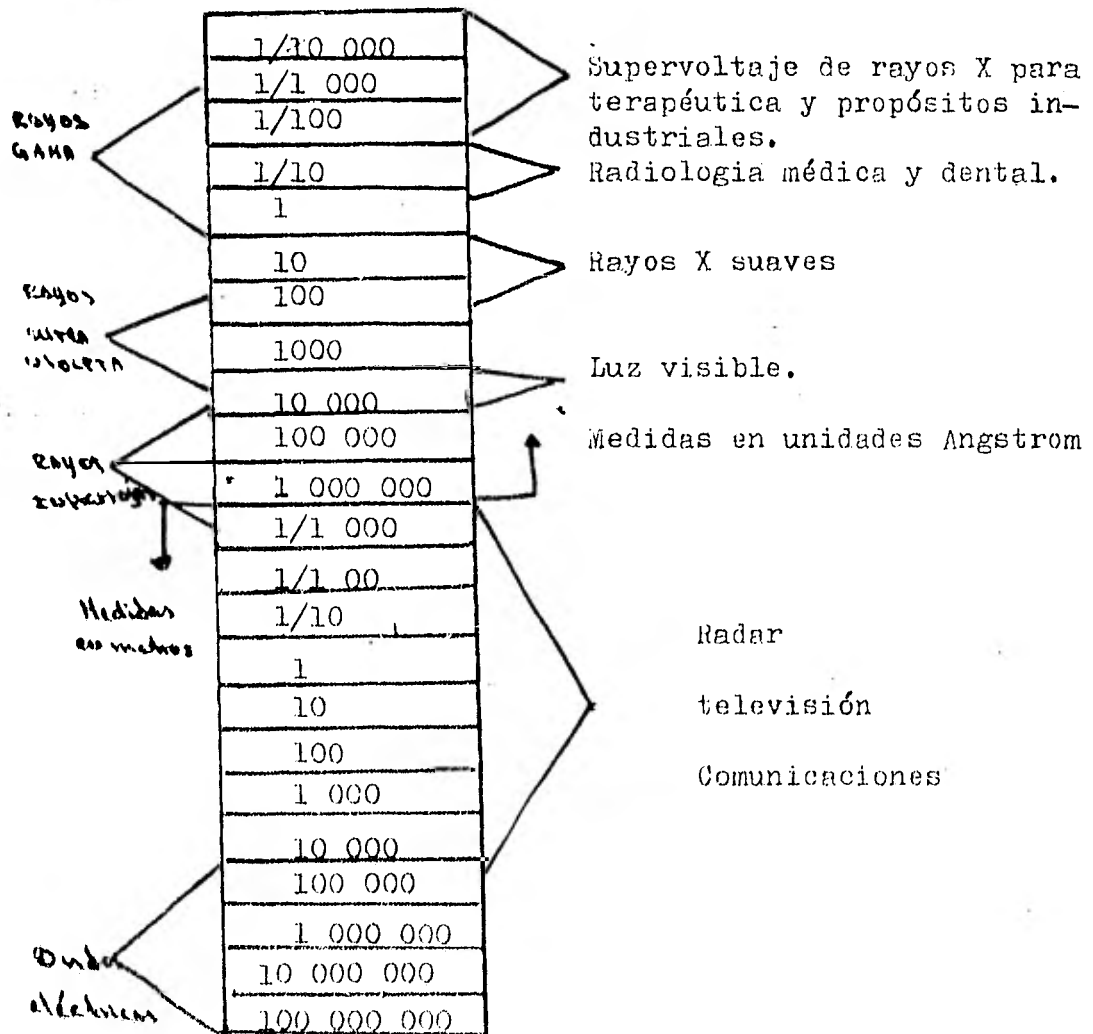 1/10 000
1/1 000
1/100
1/10
1
10
100
1000
10 000
100 000
1 000 000
1/1 000
1/1 00
1/10
1
10
100
1 000
10 000
100 000
1 000 000
10 000 000
100 000 000
RAYOS
GAMA
RAYOS
ULTRA
VIOLETA
RAYOS
Medidas
en metros
Ondas
eléctricas
Supervoltaje de rayos X para
terapéutica y propósitos in-
dustriales.
Radiologia médica y dental.
Rayos X suaves
Luz visible.
Medidas en unidades Angstrom
Radar
televisión
Comunicaciones